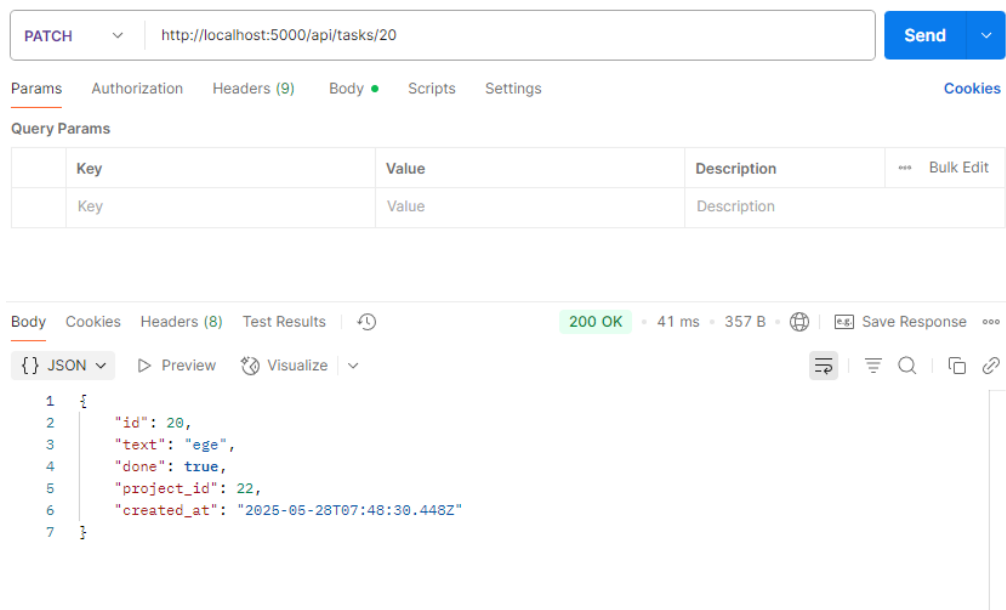 PATCH http://localhost:5000/api/tasks/20 Send
Params Authorization Headers (9) Body Scripts Settings Cookies
Query Params
Key Value Description Bulk Edit
Key Value Description
Body Cookies Headers (8) Test Results 200 OK 41 ms 357 B e.g. Save Response
{} JSON Preview Visualize
1 {
2 "id": 20,
3 "text": "ege",
4 "done": true,
5 "project_id": 22,
6 "created_at": "2025-05-28T07:48:30.448Z"
7 }